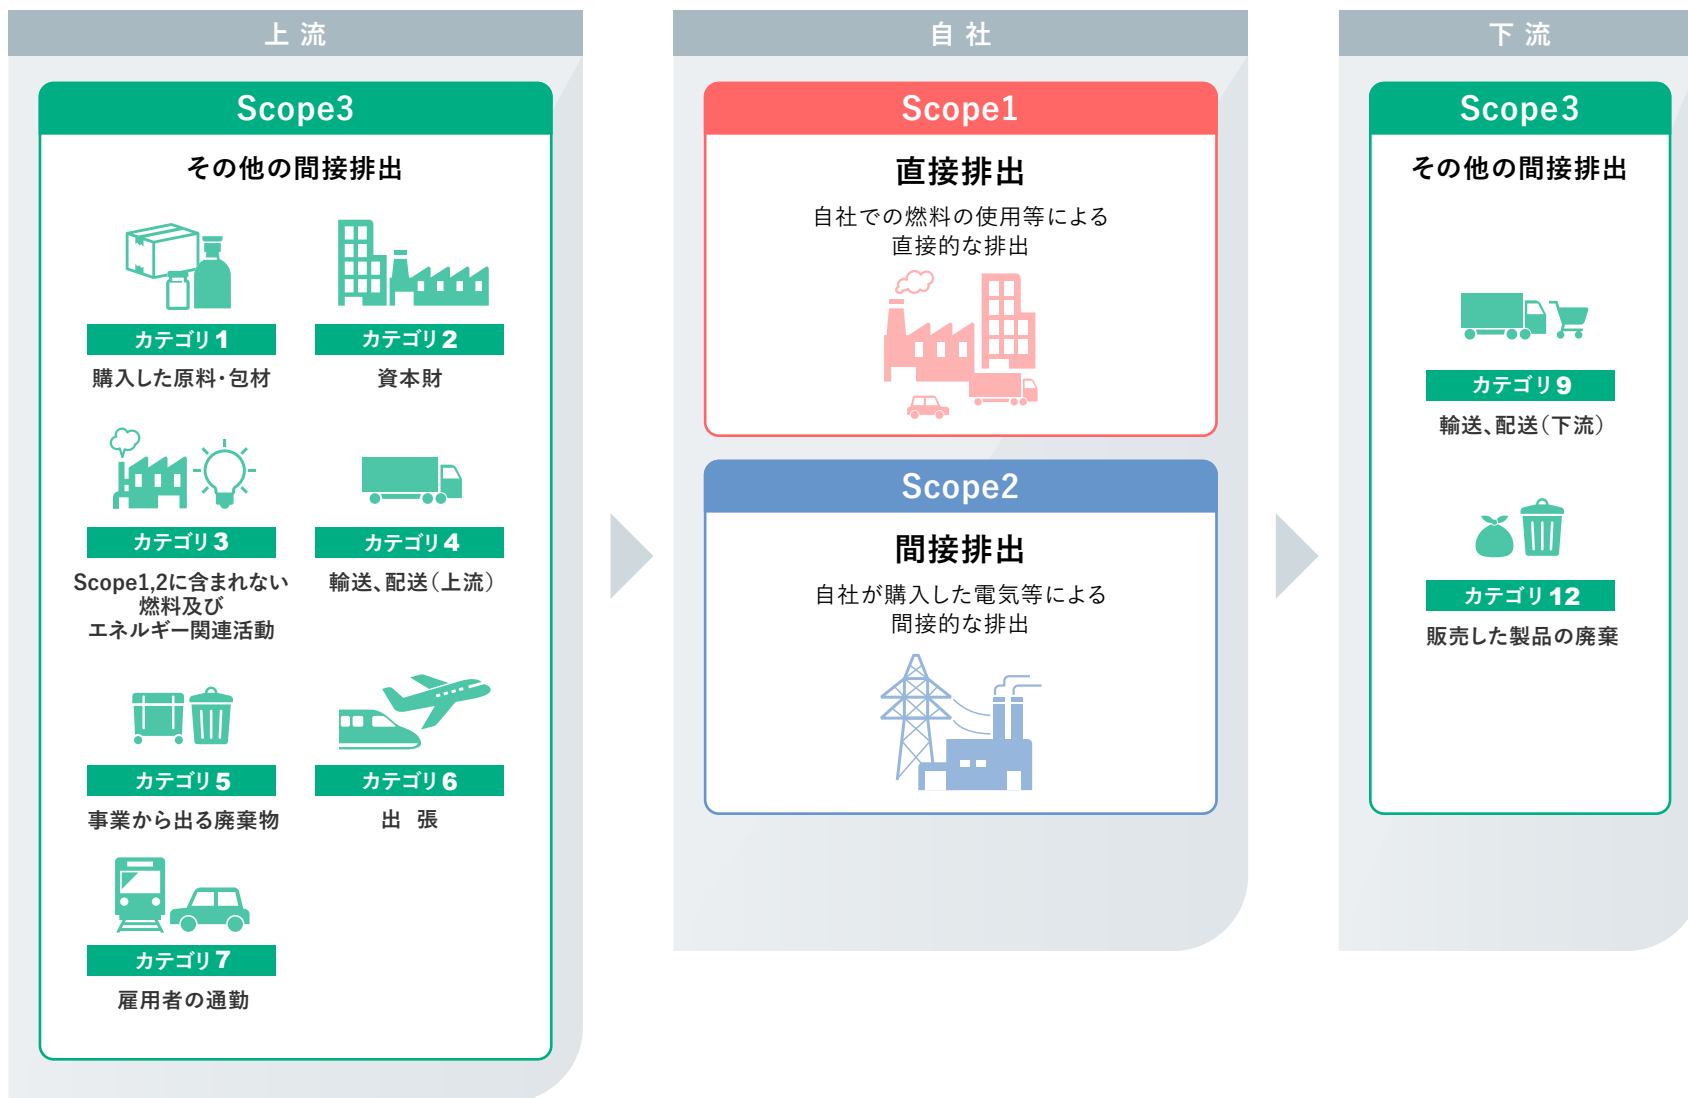 上流
Scope3
その他の間接排出
カテゴリ1
購入した原料・包材
カテゴリ2
資本財
カテゴリ3
Scope1,2に含まれない
燃料及び
エネルギー関連活動
カテゴリ4
輸送、配送（上流）
カテゴリ5
事業から出る廃棄物
カテゴリ6
出 張
カテゴリ7
雇用者の通勤
自社
Scope1
直接排出
自社での燃料の使用等による
直接的な排出
Scope2
間接排出
自社が購入した電気等による
間接的な排出
下流
Scope3
その他の間接排出
カテゴリ9
輸送、配送（下流）
カテゴリ12
販売した製品の廃棄